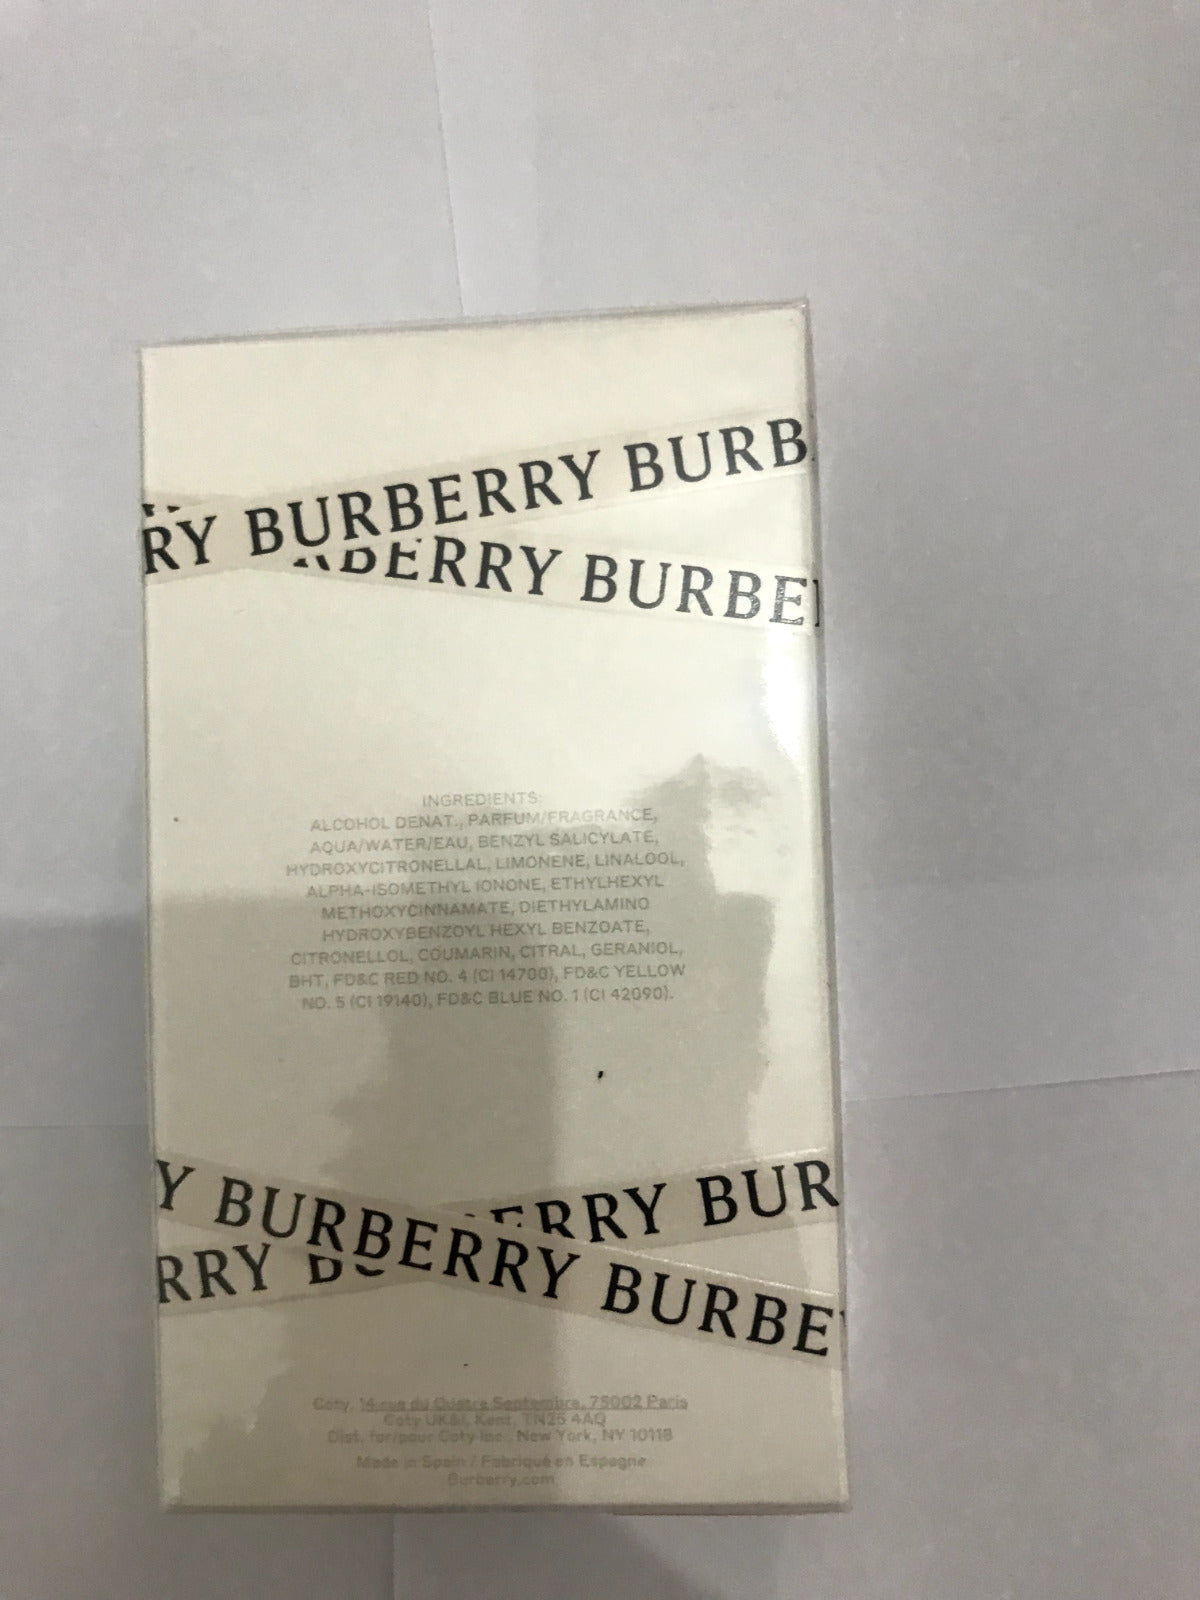 RY BURBERRY BURB
BERRY BURBE
INGREDIENTS:
ALCOHOL DENAT., PARFUM/FRAGRANCE,
AQUA/WATER/EAU, BENZYL SALICYLATE,
HYDROXYCITRONELLAL, LIMONENE, LINALOOL,
ALPHA-ISOMETHYL IONONE, ETHYLHEXYL
METHOXYCINNAMATE, DIETHYLAMINO
HYDROXYBENZOYL HEXYL BENZOATE,
CITRONELLOL, COUMARIN, CITRAL, GERANIOL,
BHT, FD&C RED NO. 4 (CI 14700), FD&C YELLOW
NO. 5 (CI 19140), FD&C BLUE NO. 1 (CI 42090).
Y BURBERRY BURBE
ERRY BUR
RRY BU
Coty, 14 rue du Quatre Septembre, 75002 Paris
Coty UK&I, Kent, TN25 4AQ
Dist. for/pour Coty Inc., New York, NY 10118
Made in Spain / Fabriqué en Espagne
Burberry.com